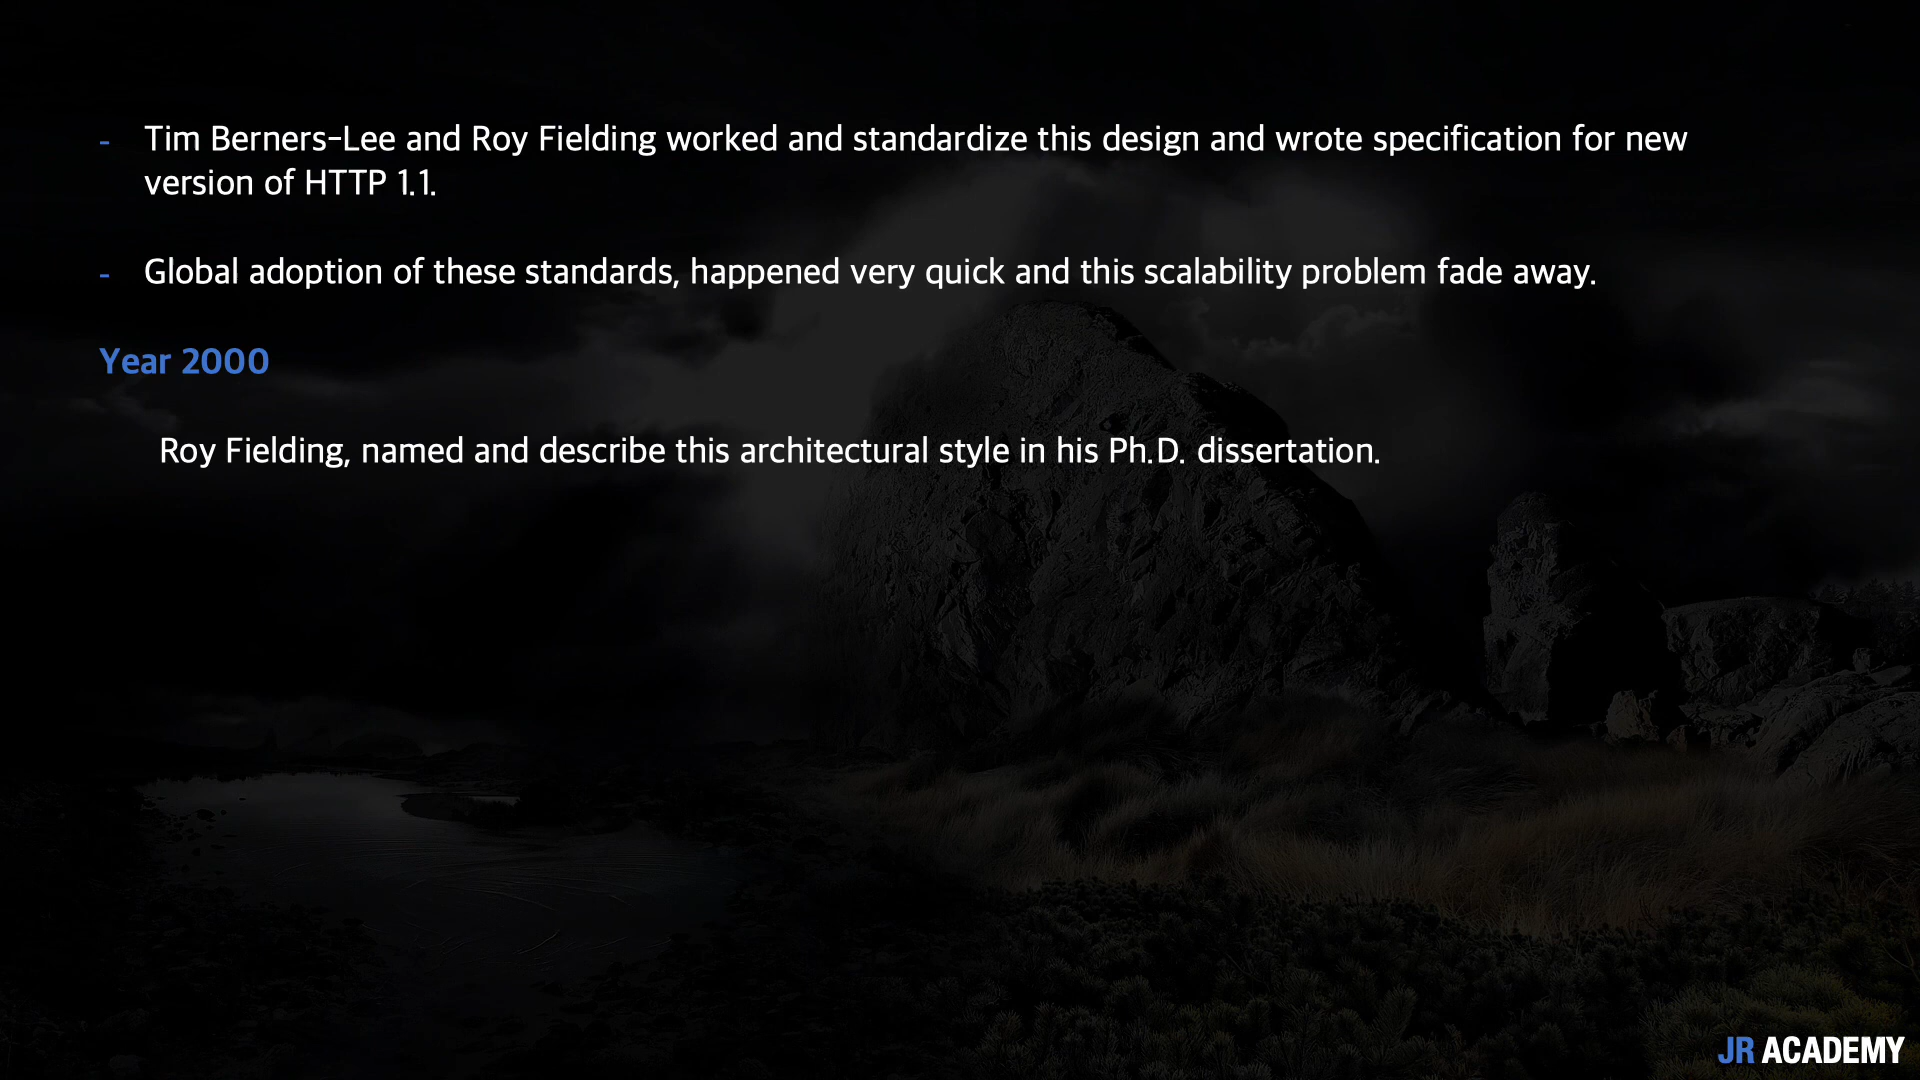 - Tim Berners-Lee and Roy Fielding worked and standardize this design and wrote specification for new
version of HTTP 1.1.
- Global adoption of these standards, happened very quick and this scalability problem fade away.
Year 2000
Roy Fielding, named and describe this architectural style in his Ph.D. dissertation.
JR ACADEMY